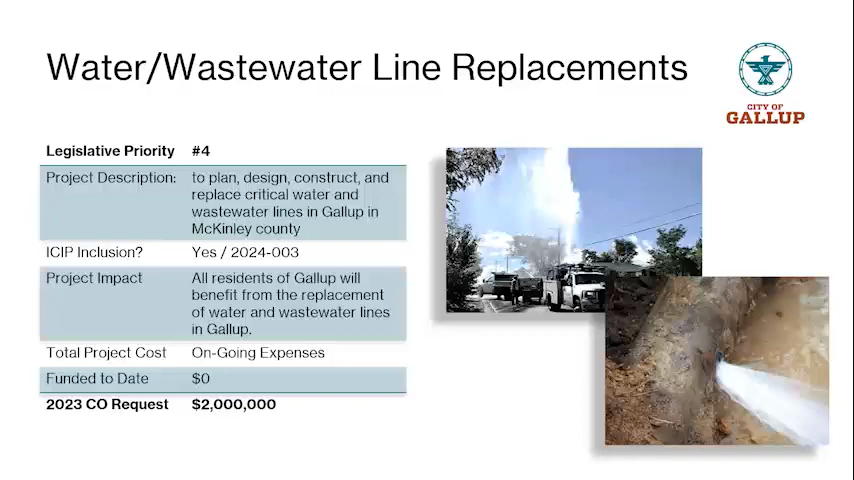 Water/Wastewater Line Replacements
CITY OF
GALLUP
Legislative Priority #4
Project Description: to plan, design, construct, and
replace critical water and
wastewater lines in Gallup in
McKinley county
ICIP Inclusion? Yes / 2024-003
Project Impact All residents of Gallup will
benefit from the replacement
of water and wastewater lines
in Gallup.
Total Project Cost On-Going Expenses
Funded to Date $0
2023 CO Request $2,000,000